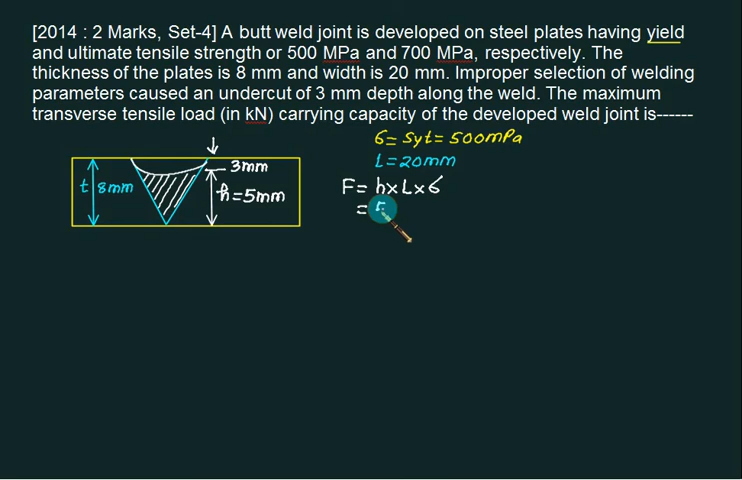 [2014 : 2 Marks, Set-4] A butt weld joint is developed on steel plates having yield
and ultimate tensile strength or 500 MPa and 700 MPa, respectively. The
thickness of the plates is 8 mm and width is 20 mm. Improper selection of welding
parameters caused an undercut of 3 mm depth along the weld. The maximum
transverse tensile load (in kN) carrying capacity of the developed weld joint is------
σ= Syt= 500mPa
L=20mm
3mm
t 8mm
h=5mm
F= h×L×σ
= 5